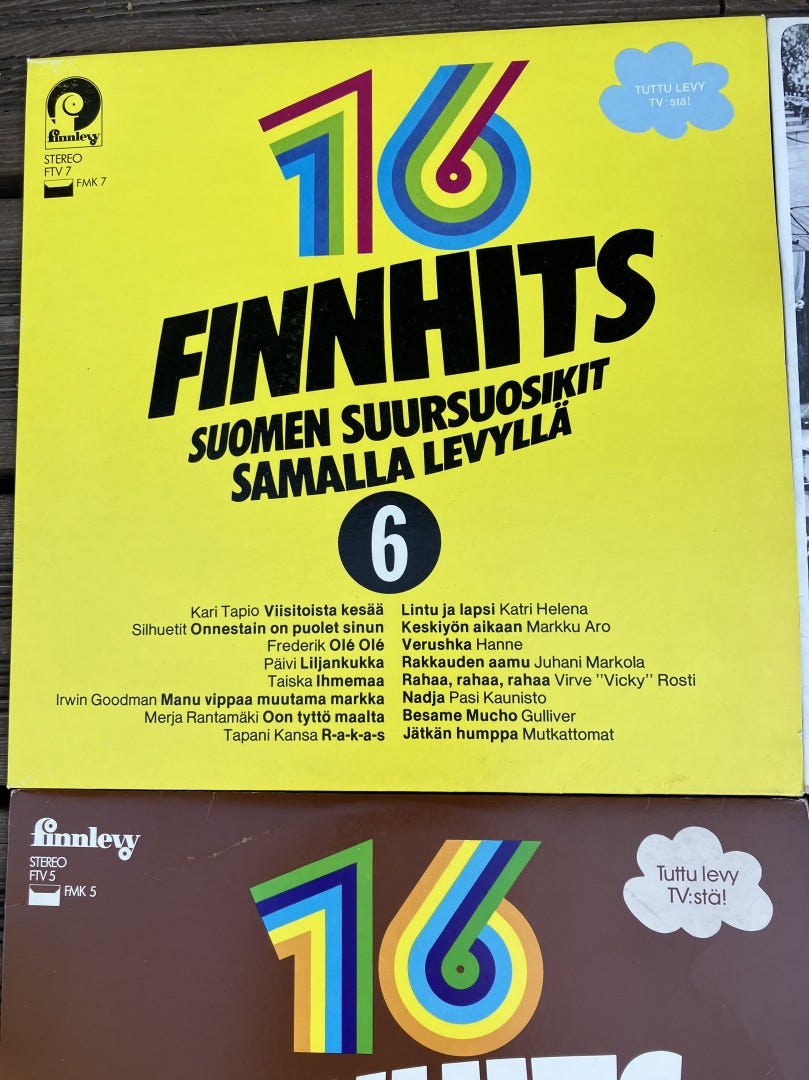 finnlevy
STEREO
FTV 7
FMK 7
16
TUTTU LEVY
TV:stä!
FINNHITS
SUOMEN SUURSUOSIKIT
SAMALLA LEVYLLÄ
6
Kari Tapio Viisitoista kesää
Silhuetit Onnestain on puolet sinun
Frederik Olé Olé
Päivi Liljankukka
Taiska Ihmemaa
Irwin Goodman Manu vippaa muutama markka
Merja Rantamäki Oon tyttö maalta
Tapani Kansa R-a-k-a-s
Lintu ja lapsi Katri Helena
Keskiyön aikaan Markku Aro
Verushka Hanne
Rakkauden aamu Juhani Markola
Rahaa, rahaa, rahaa Virve ''Vicky'' Rosti
Nadja Pasi Kaunisto
Besame Mucho Gulliver
Jätkän humppa Mutkattomat
finnlevy
STEREO
FTV 5
FMK 5
16
Tuttu levy
TV:stä!